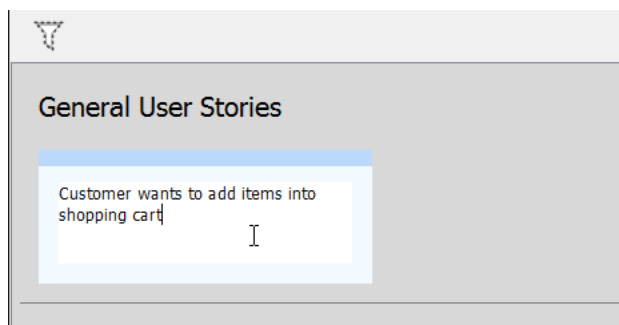 General User Stories
Customer wants to add items into
shopping cart